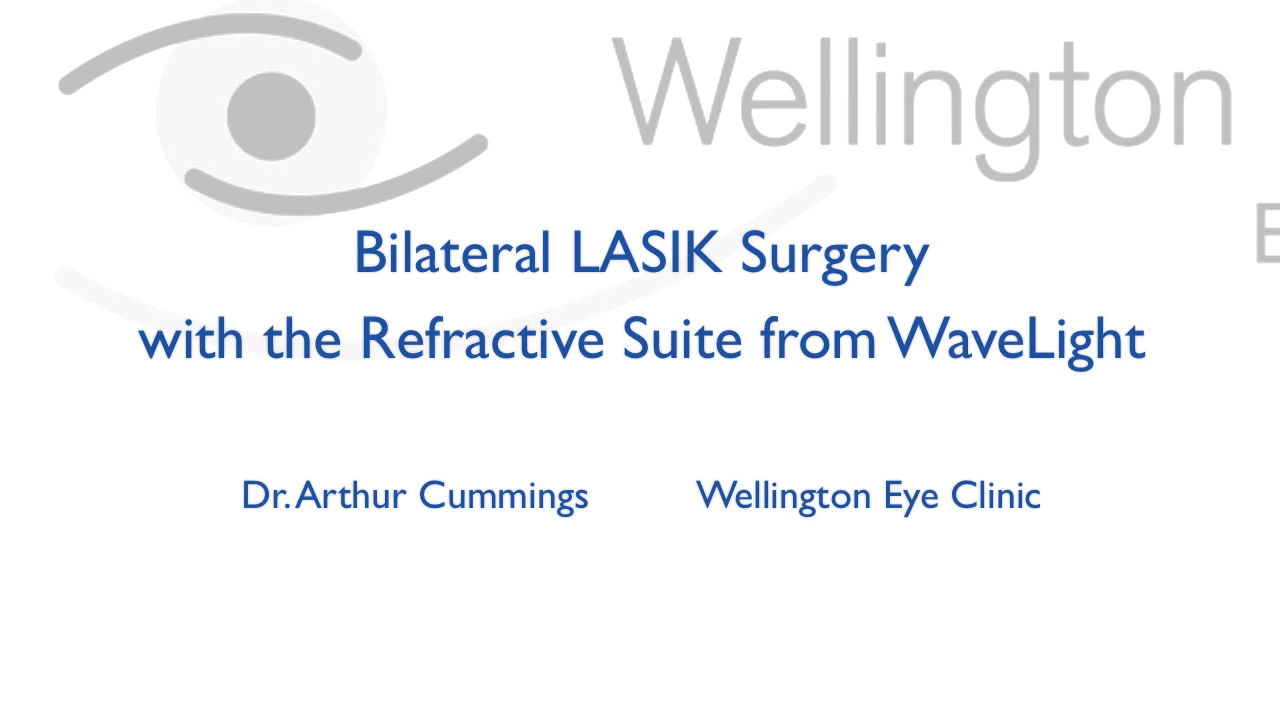 Wellington
E
Bilateral LASIK Surgery
with the Refractive Suite from WaveLight
Dr. Arthur Cummings Wellington Eye Clinic